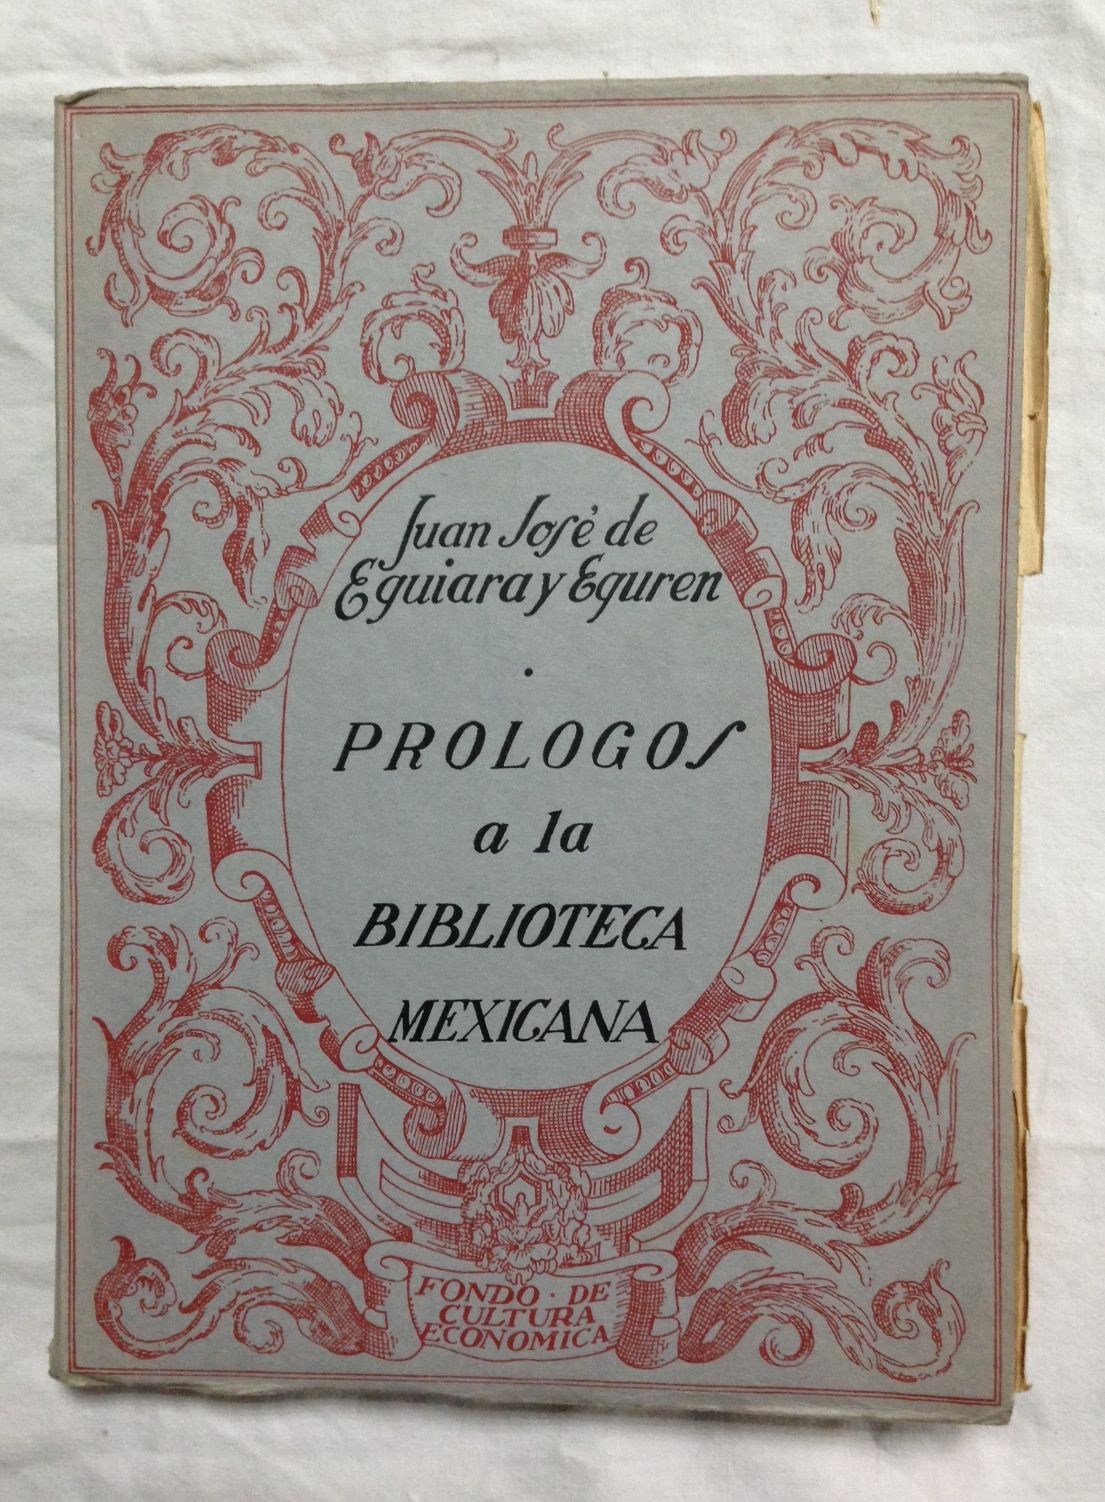 Juan José de
Eguiara y Eguren
.
PROLOGOS
a la
BIBLIOTECA
MEXICANA
FONDO · DE
CULTURA
ECONOMICA